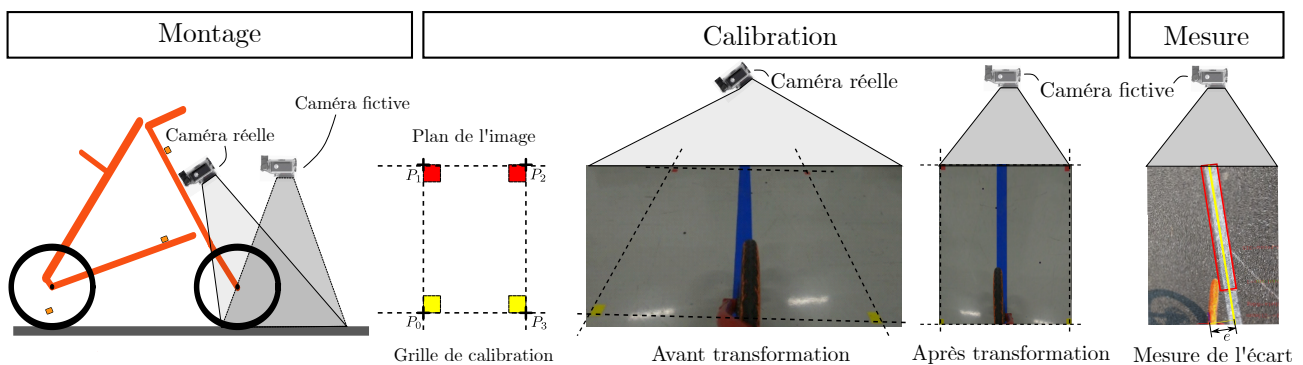 Montage
Calibration
Mesure
Caméra fictive
Caméra réelle
Plan de l'image
P₁
P₂
P₀
P₃
Grille de calibration
Caméra réelle
Avant transformation
Caméra fictive
Après transformation
e
Mesure de l'écart